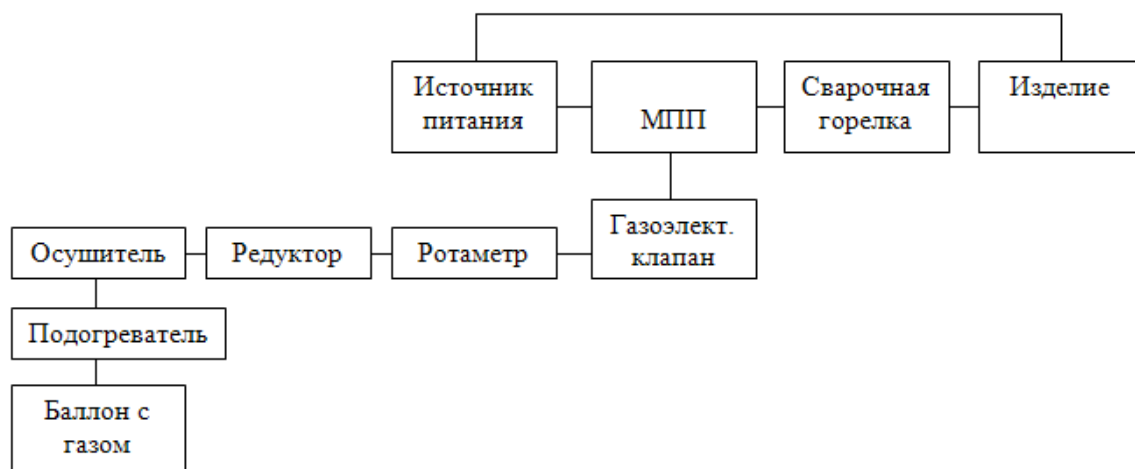 Источник
питания
МПП
Сварочная
горелка
Изделие
Осушитель
Редуктор
Ротаметр
Газоэлект.
клапан
Подогреватель
Баллон с
газом